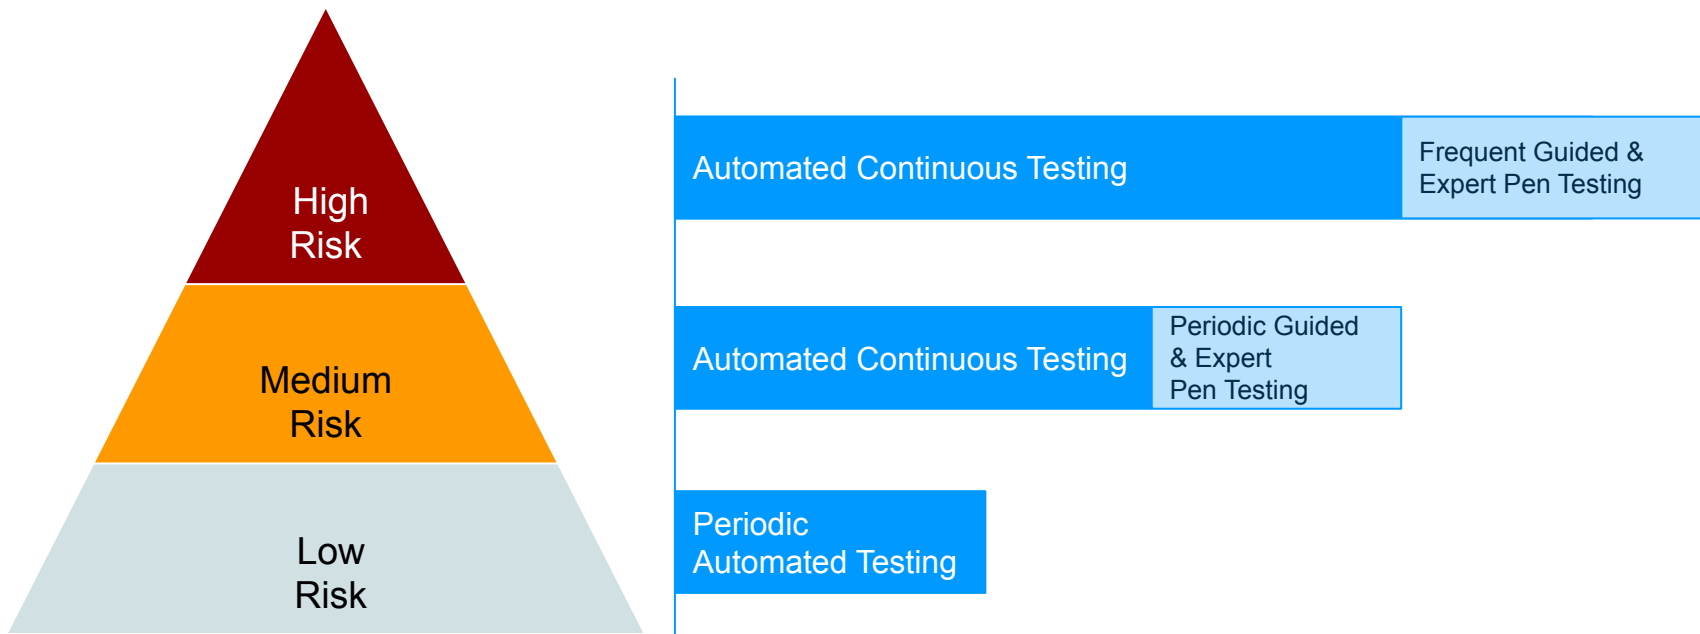 High
Risk
Automated Continuous Testing
Frequent Guided &
Expert Pen Testing
Medium
Risk
Automated Continuous Testing
Periodic Guided
& Expert
Pen Testing
Low
Risk
Periodic
Automated Testing